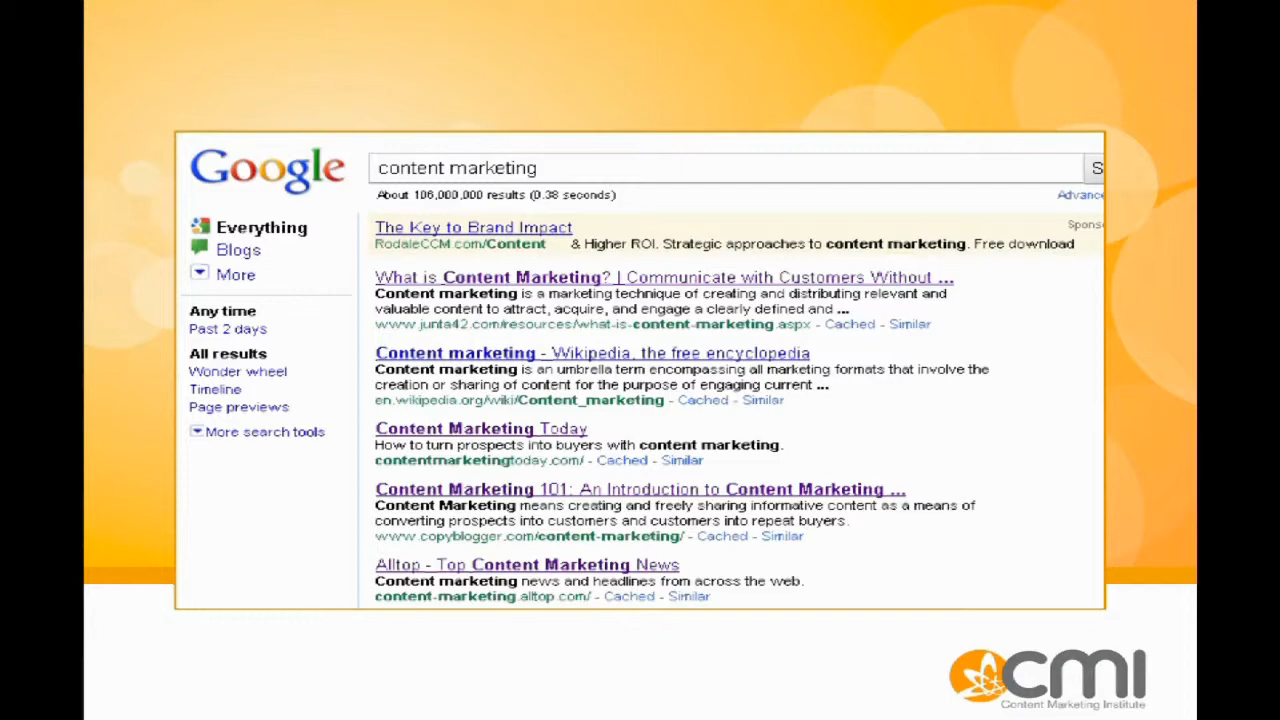 Google
content marketing
S
About 106,000,000 results (0.38 seconds)
Advance
Everything
Blogs
More
Any time
Past 2 days
All results
Wonder wheel
Timeline
Page previews
More search tools
The Key to Brand Impact
Spons
RodaleCCM.com/Content & Higher ROI. Strategic approaches to content marketing. Free download
What is Content Marketing? | Communicate with Customers Without ...
Content marketing is a marketing technique of creating and distributing relevant and
valuable content to attract, acquire, and engage a clearly defined and ...
www.junta42.com/resources/what-is-content-marketing.aspx - Cached - Similar
Content marketing - Wikipedia, the free encyclopedia
Content marketing is an umbrella term encompassing all marketing formats that involve the
creation or sharing of content for the purpose of engaging current ...
en.wikipedia.org/wiki/Content_marketing - Cached - Similar
Content Marketing Today
How to turn prospects into buyers with content marketing.
contentmarketingtoday.com/ - Cached - Similar
Content Marketing 101: An Introduction to Content Marketing ...
Content Marketing means creating and freely sharing informative content as a means of
converting prospects into customers and customers into repeat buyers.
www.copyblogger.com/content-marketing/ - Cached - Similar
Alltop - Top Content Marketing News
Content marketing news and headlines from across the web.
content-marketing.alltop.com/ - Cached - Similar
cmi
Content Marketing Institute